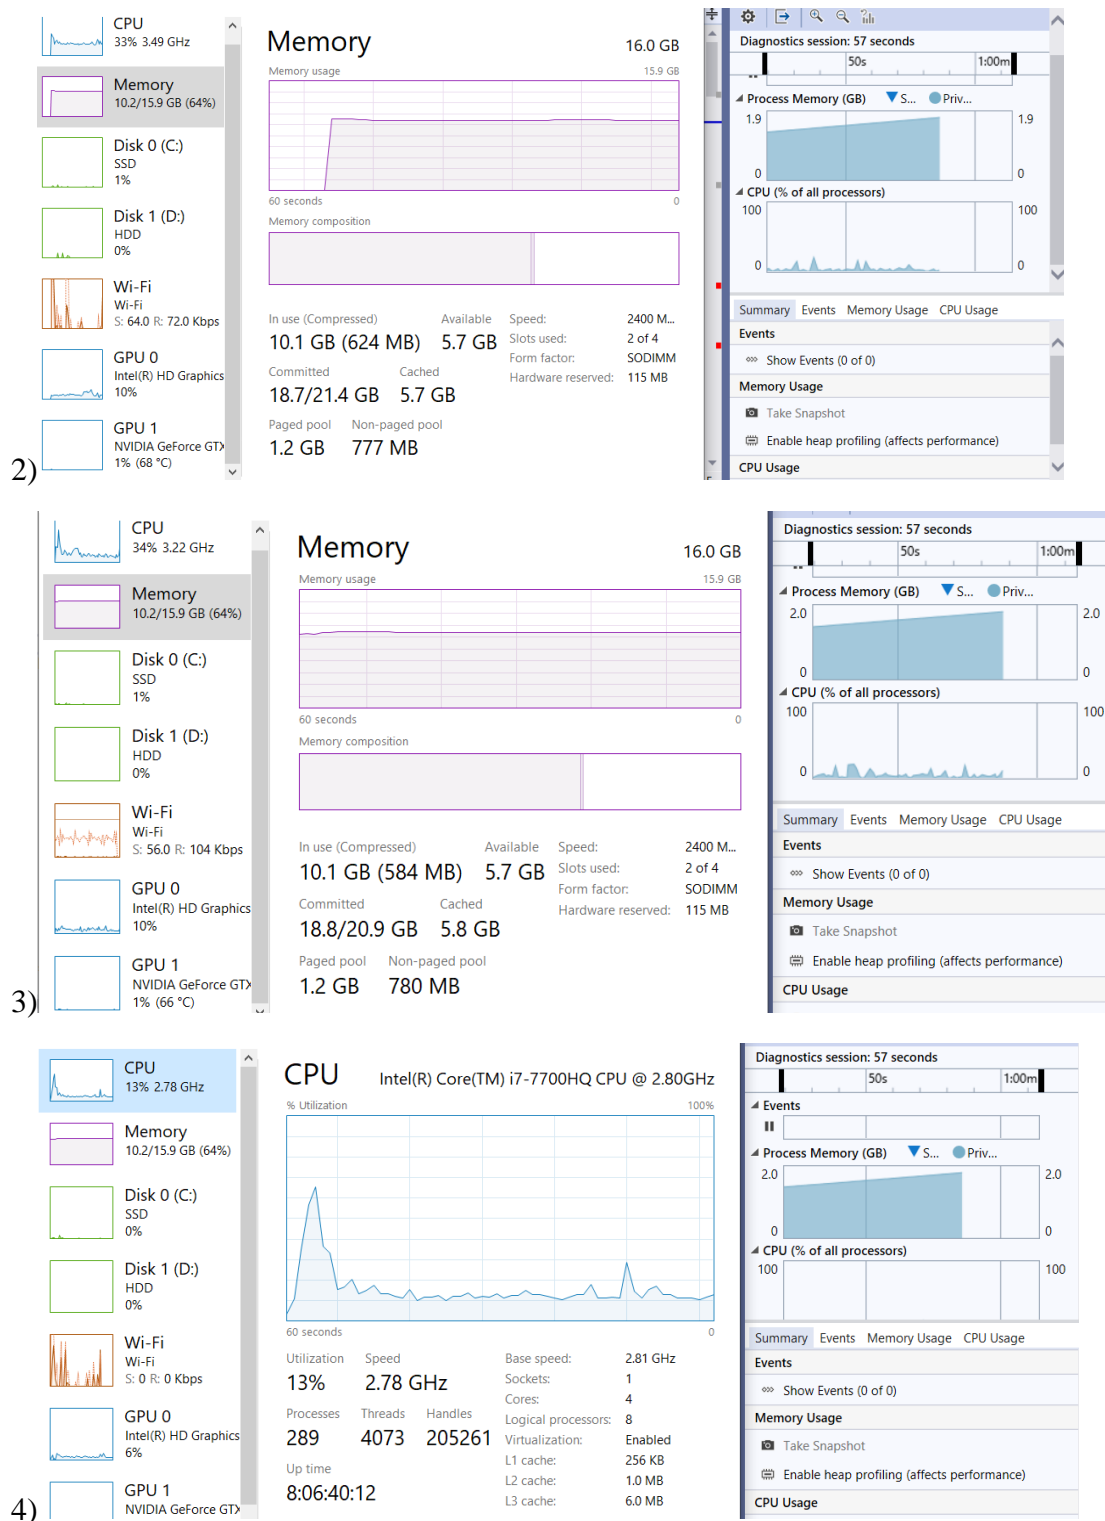 CPU
33% 3.49 GHz
Memory
10.2/15.9 GB (64%)
Disk 0 (C:)
SSD
1%
Disk 1 (D:)
HDD
0%
Wi-Fi
Wi-Fi
S: 64.0 R: 72.0 Kbps
GPU 0
Intel(R) HD Graphics
10%
GPU 1
NVIDIA GeForce GTX
1% (68 °C)
2)
Memory 16.0 GB
Memory usage 15.9 GB
60 seconds 0
Memory composition
In use (Compressed) Available
10.1 GB (624 MB) 5.7 GB
Committed Cached
18.7/21.4 GB 5.7 GB
Paged pool Non-paged pool
1.2 GB 777 MB
Speed: 2400 M...
Slots used: 2 of 4
Form factor: SODIMM
Hardware reserved: 115 MB
Diagnostics session: 57 seconds
50s 1:00m
Process Memory (GB) S... Priv...
1.9 1.9
0 0
CPU (% of all processors)
100 100
0 0
Summary Events Memory Usage CPU Usage
Events
Show Events (0 of 0)
Memory Usage
Take Snapshot
Enable heap profiling (affects performance)
CPU Usage
CPU
34% 3.22 GHz
Memory
10.2/15.9 GB (64%)
Disk 0 (C:)
SSD
1%
Disk 1 (D:)
HDD
0%
Wi-Fi
Wi-Fi
S: 56.0 R: 104 Kbps
GPU 0
Intel(R) HD Graphics
10%
GPU 1
NVIDIA GeForce GTX
1% (66 °C)
3)
Memory 16.0 GB
Memory usage 15.9 GB
60 seconds 0
Memory composition
In use (Compressed) Available
10.1 GB (584 MB) 5.7 GB
Committed Cached
18.8/20.9 GB 5.8 GB
Paged pool Non-paged pool
1.2 GB 780 MB
Speed: 2400 M...
Slots used: 2 of 4
Form factor: SODIMM
Hardware reserved: 115 MB
Diagnostics session: 57 seconds
50s 1:00m
Process Memory (GB) S... Priv...
2.0 2.0
0 0
CPU (% of all processors)
100 100
0 0
Summary Events Memory Usage CPU Usage
Events
Show Events (0 of 0)
Memory Usage
Take Snapshot
Enable heap profiling (affects performance)
CPU Usage
CPU
13% 2.78 GHz
Memory
10.2/15.9 GB (64%)
Disk 0 (C:)
SSD
0%
Disk 1 (D:)
HDD
0%
Wi-Fi
Wi-Fi
S: 0 R: 0 Kbps
GPU 0
Intel(R) HD Graphics
6%
GPU 1
NVIDIA GeForce GTX
4)
CPU Intel(R) Core(TM) i7-7700HQ CPU @ 2.80GHz
% Utilization 100%
60 seconds 0
Utilization Speed
13% 2.78 GHz
Processes Threads Handles
289 4073 205261
Up time
8:06:40:12
Base speed: 2.81 GHz
Sockets: 1
Cores: 4
Logical processors: 8
Virtualization: Enabled
L1 cache: 256 KB
L2 cache: 1.0 MB
L3 cache: 6.0 MB
Diagnostics session: 57 seconds
50s 1:00m
Events
Process Memory (GB) S... Priv...
2.0 2.0
0 0
CPU (% of all processors)
100 100
Summary Events Memory Usage CPU Usage
Events
Show Events (0 of 0)
Memory Usage
Take Snapshot
Enable heap profiling (affects performance)
CPU Usage